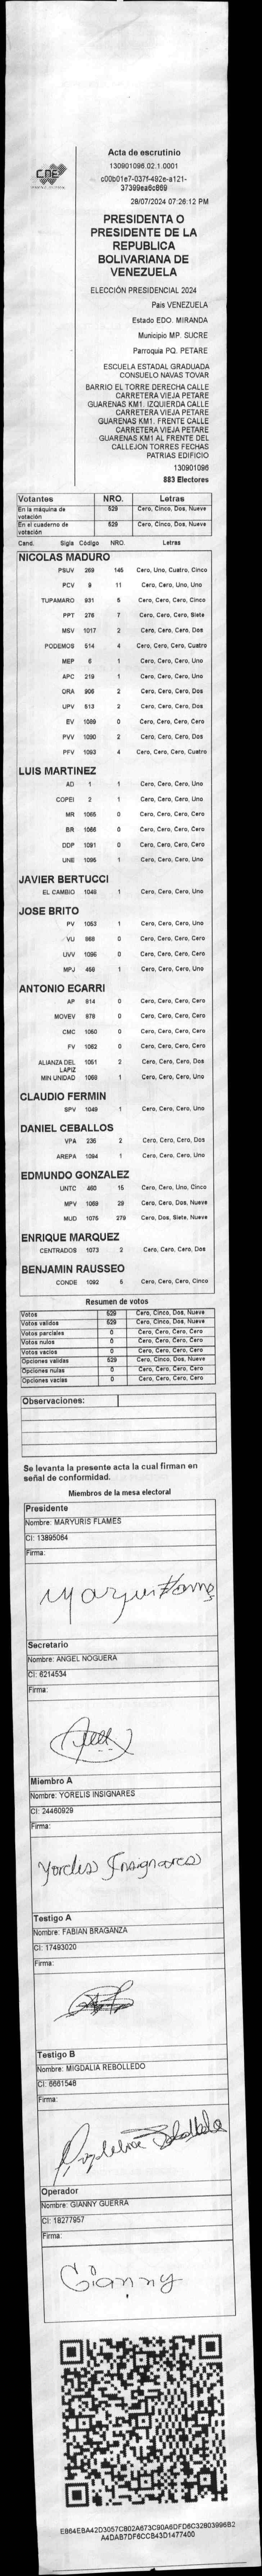 CNE
Acta de escrutinio
130901096.02.1.0001
c00b01e7-037f-492e-a121-
37399ea6c869
28/07/2024 07:26:12 PM
PRESIDENTA O
PRESIDENTE DE LA
REPUBLICA
BOLIVARIANA DE
VENEZUELA
ELECCIÓN PRESIDENCIAL 2024
Pais VENEZUELA
Estado EDO. MIRANDA
Municipio MP. SUCRE
Parroquia PQ. PETARE
ESCUELA ESTADAL GRADUADA
CONSUELO NAVAS TOVAR
BARRIO EL TORRE DERECHA CALLE
CARRETERA VIEJA PETARE
GUARENAS KM1. IZQUIERDA CALLE
CARRETERA VIEJA PETARE
GUARENAS KM1. FRENTE CALLE
CARRETERA VIEJA PETARE
GUARENAS KM1 AL FRENTE DEL
CALLEJON TORRES FECHAS
PATRIAS EDIFICIO
130901096
883 Electores
Votantes NRO. Letras
En la máquina de votación 529 Cero, Cinco, Dos, Nueve
En el cuaderno de votación 529 Cero, Cinco, Dos, Nueve
Cand. Sigla Código NRO. Letras
NICOLAS MADURO
PSUV 269 145 Cero, Uno, Cuatro, Cinco
PCV 9 11 Cero, Cero, Uno, Uno
TUPAMARO 931 5 Cero, Cero, Cero, Cinco
PPT 276 7 Cero, Cero, Cero, Siete
MSV 1017 2 Cero, Cero, Cero, Dos
PODEMOS 514 4 Cero, Cero, Cero, Cuatro
MEP 6 1 Cero, Cero, Cero, Uno
APC 219 1 Cero, Cero, Cero, Uno
ORA 906 2 Cero, Cero, Cero, Dos
UPV 513 2 Cero, Cero, Cero, Dos
EV 1089 0 Cero, Cero, Cero, Cero
PVV 1090 2 Cero, Cero, Cero, Dos
PFV 1093 4 Cero, Cero, Cero, Cuatro
LUIS MARTINEZ
AD 1 1 Cero, Cero, Cero, Uno
COPEI 2 1 Cero, Cero, Cero, Uno
MR 1065 0 Cero, Cero, Cero, Cero
BR 1066 0 Cero, Cero, Cero, Cero
DDP 1091 0 Cero, Cero, Cero, Cero
UNE 1095 1 Cero, Cero, Cero, Uno
JAVIER BERTUCCI
EL CAMBIO 1048 1 Cero, Cero, Cero, Uno
JOSE BRITO
PV 1053 1 Cero, Cero, Cero, Uno
VU 868 0 Cero, Cero, Cero, Cero
UVV 1096 0 Cero, Cero, Cero, Cero
MPJ 458 1 Cero, Cero, Cero, Uno
ANTONIO ECARRI
AP 914 0 Cero, Cero, Cero, Cero
MOVEV 878 0 Cero, Cero, Cero, Cero
CMC 1050 0 Cero, Cero, Cero, Cero
FV 1062 0 Cero, Cero, Cero, Cero
ALIANZA DEL LAPIZ 1051 2 Cero, Cero, Cero, Dos
MIN UNIDAD 1068 1 Cero, Cero, Cero, Uno
CLAUDIO FERMIN
SPV 1049 1 Cero, Cero, Cero, Uno
DANIEL CEBALLOS
VPA 236 2 Cero, Cero, Cero, Dos
AREPA 1094 1 Cero, Cero, Cero, Uno
EDMUNDO GONZALEZ
UNTC 460 15 Cero, Cero, Uno, Cinco
MPV 1069 29 Cero, Cero, Dos, Nueve
MUD 1075 279 Cero, Dos, Siete, Nueve
ENRIQUE MARQUEZ
CENTRADOS 1073 2 Cero, Cero, Cero, Dos
BENJAMIN RAUSSEO
CONDE 1092 5 Cero, Cero, Cero, Cinco
Resumen de votos
Votos 529 Cero, Cinco, Dos, Nueve
Votos validos 529 Cero, Cinco, Dos, Nueve
Votos parciales 0 Cero, Cero, Cero, Cero
Votos nulos 0 Cero, Cero, Cero, Cero
Votos vacios 0 Cero, Cero, Cero, Cero
Opciones validas 529 Cero, Cinco, Dos, Nueve
Opciones nulas 0 Cero, Cero, Cero, Cero
Opciones vacias 0 Cero, Cero, Cero, Cero
Observaciones:
Se levanta la presente acta la cual firman en
señal de conformidad.
Miembros de la mesa electoral
Presidente
Nombre: MARYURIS FLAMES
CI: 13895064
Firma:
Secretario
Nombre: ANGEL NOGUERA
CI: 6214534
Firma:
Miembro A
Nombre: YORELIS INSIGNARES
CI: 24460929
Firma:
Yorelis Insignares
Testigo A
Nombre: FABIAN BRAGANZA
CI: 17493020
Firma:
Testigo B
Nombre: MIGDALIA REBOLLEDO
CI: 6661548
Firma:
Operador
Nombre: GIANNY GUERRA
CI: 18277957
Firma:
Gianny
E864EBA42D3057C802A673C90A6DFD6C32803996B2
A4DAB7DF6CCB43D1477400